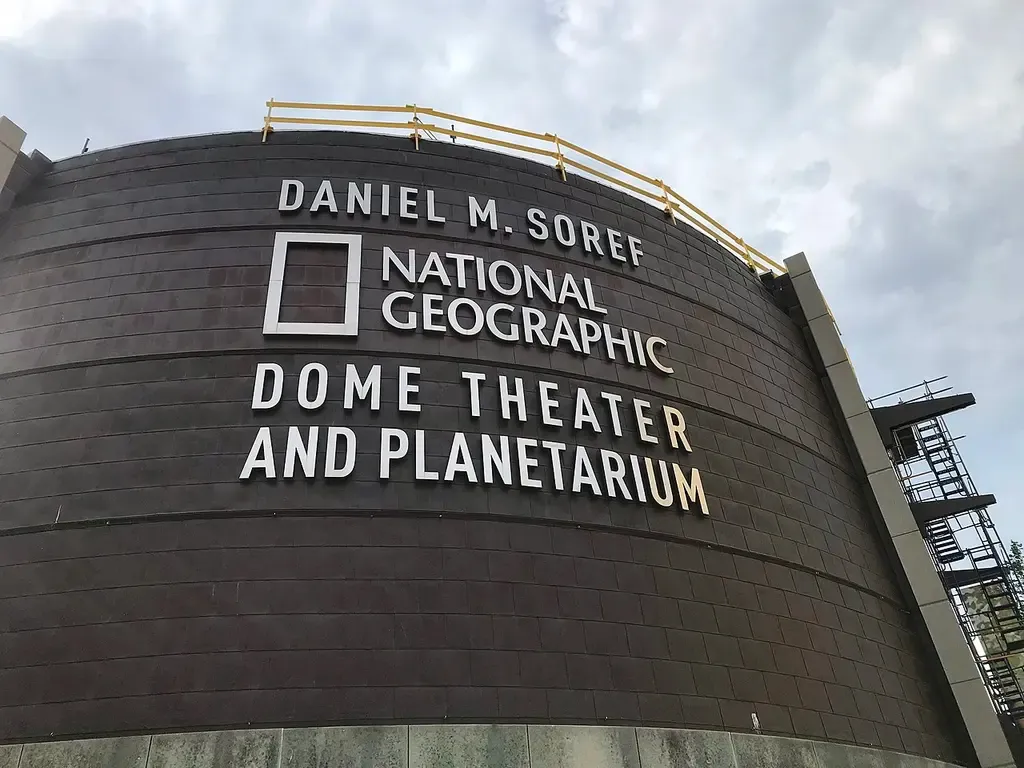 DANIEL M. SOREF
NATIONAL
GEOGRAPHIC
DOME THEATER
AND PLANETARIUM